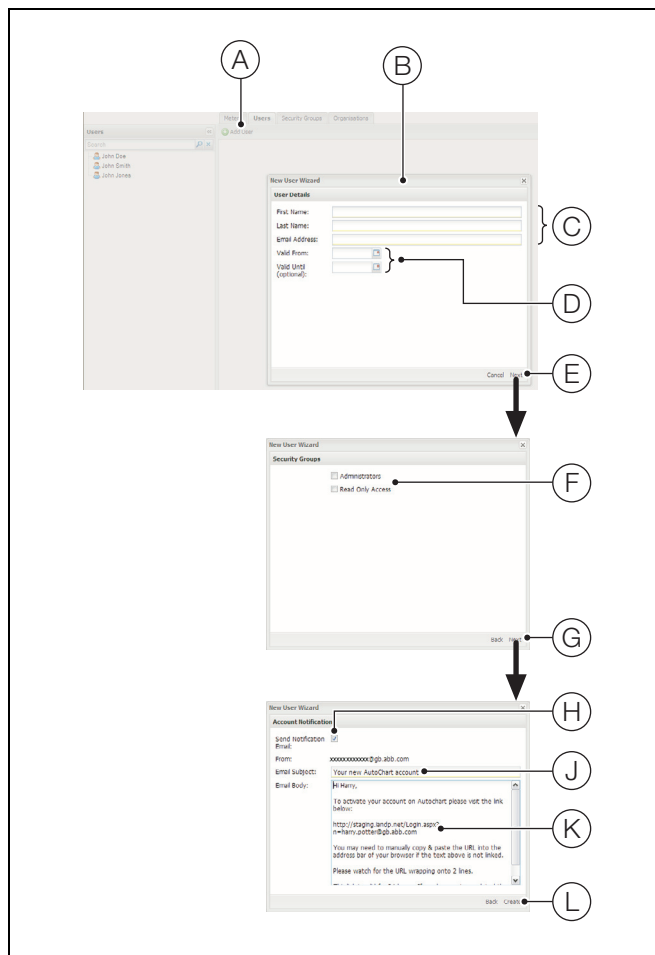 A
B
Meters Users Security Groups Organisations
Users
Add User
Search
John Doe
John Smith
John Jones
New User Wizard
User Details
First Name:
Last Name:
Email Address:
C
Valid From:
Valid Until
(optional):
D
Cancel Next
E
New User Wizard
Security Groups
Administrators
Read Only Access
F
Back Next
G
New User Wizard
Account Notification
H
Send Notification
Email:
From: xxxxxxxxxxxx@gb.abb.com
Email Subject: Your new AutoChart account
J
Email Body: Hi Harry,
To activate your account on Autochart please visit the link
below:
http://staging.landp.net/Login.aspx?
n=harry.potter@gb.abb.com
K
You may need to manually copy & paste the URL into the
address bar of your browser if the text above is not linked.
Please watch for the URL wrapping onto 2 lines.
Back Create
L